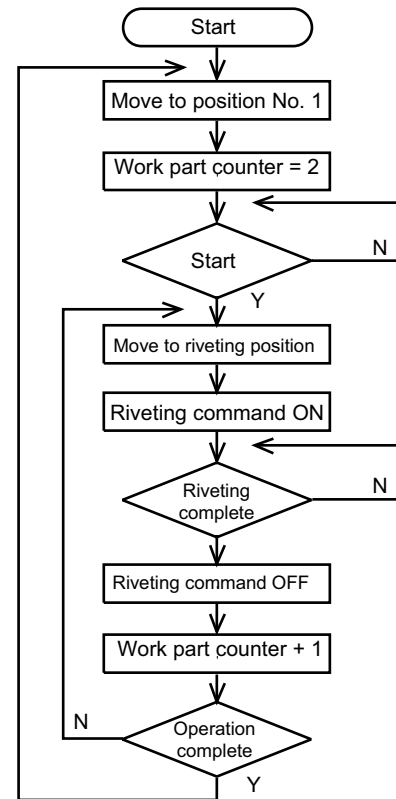 Start
Move to position No. 1
Work part counter = 2
Start
N
Y
Move to riveting position
Riveting command ON
Riveting
complete
N
Riveting command OFF
Work part counter + 1
Operation
complete
N
Y